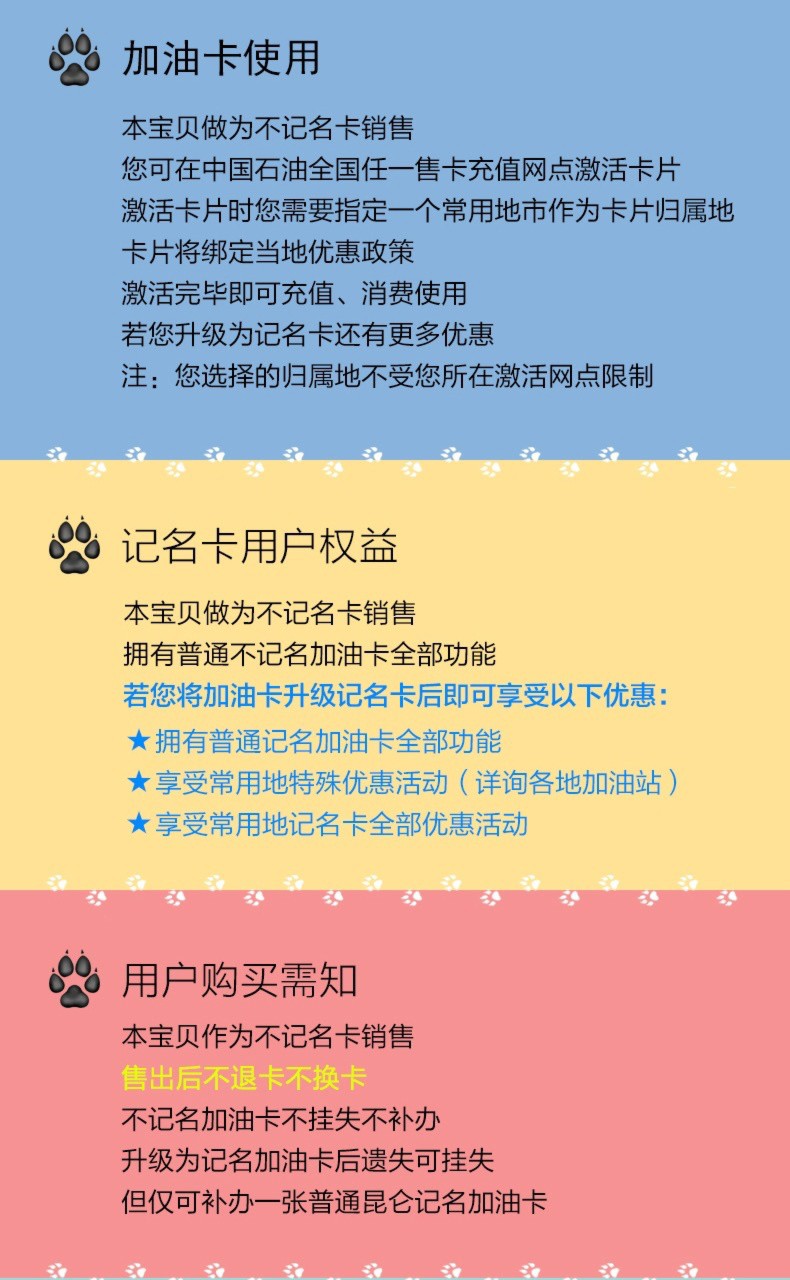 加油卡使用
本宝贝做为不记名卡销售
您可在中国石油全国任一售卡充值网点激活卡片
激活卡片时您需要指定一个常用地市作为卡片归属地
卡片将绑定当地优惠政策
激活完毕即可充值、消费使用
若您升级为记名卡还有更多优惠
注：您选择的归属地不受您所在激活网点限制
记名卡用户权益
本宝贝做为不记名卡销售
拥有普通不记名加油卡全部功能
若您将加油卡升级记名卡后即可享受以下优惠：
★拥有普通记名加油卡全部功能
★享受常用地特殊优惠活动（详询各地加油站）
★享受常用地记名卡全部优惠活动
用户购买需知
本宝贝作为不记名卡销售
售出后不退卡不换卡
不记名加油卡不挂失不补办
升级为记名加油卡后遗失可挂失
但仅可补办一张普通昆仑记名加油卡